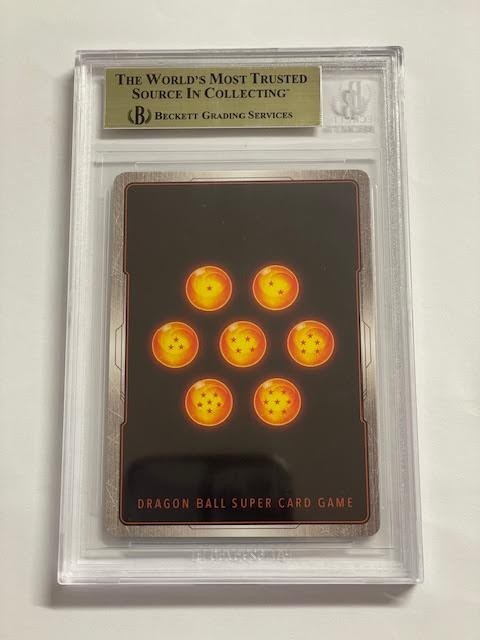 THE WORLD'S MOST TRUSTED
SOURCE IN COLLECTING™
B BECKETT GRADING SERVICES
DRAGON BALL SUPER CARD GAME